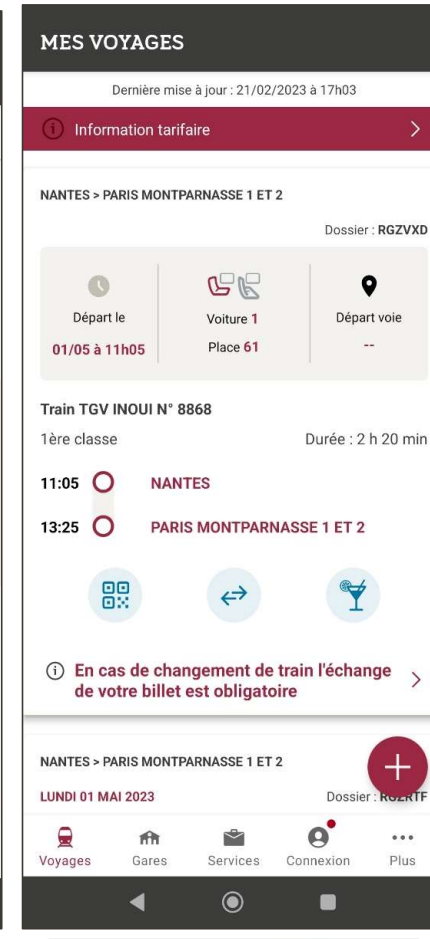 MES VOYAGES
Dernière mise à jour : 21/02/2023 à 17h03
Information tarifaire
NANTES > PARIS MONTPARNASSE 1 ET 2
Dossier : RGZVXD
Départ le
01/05 à 11h05
Voiture 1
Place 61
Départ voie
--
Train TGV INOUI N° 8868
1ère classe
Durée : 2 h 20 min
11:05 NANTES
13:25 PARIS MONTPARNASSE 1 ET 2
En cas de changement de train l'échange
de votre billet est obligatoire
NANTES > PARIS MONTPARNASSE 1 ET 2
LUNDI 01 MAI 2023
Dossier :
Voyages
Gares
Services
Connexion
Plus